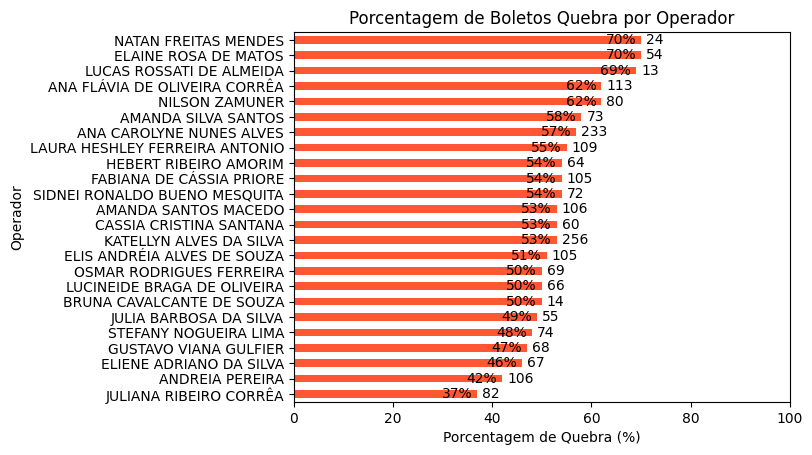 Porcentagem de Boletos Quebra por Operador
NATAN FREITAS MENDES 70% 24
ELAINE ROSA DE MATOS 70% 54
LUCAS ROSSATI DE ALMEIDA 69% 13
ANA FLÁVIA DE OLIVEIRA CORRÊA 62% 113
NILSON ZAMUNER 62% 80
AMANDA SILVA SANTOS 58% 73
ANA CAROLYNE NUNES ALVES 57% 233
LAURA HESHLEY FERREIRA ANTONIO 55% 109
HEBERT RIBEIRO AMORIM 54% 64
FABIANA DE CÁSSIA PRIORE 54% 105
SIDNEI RONALDO BUENO MESQUITA 54% 72
AMANDA SANTOS MACEDO 53% 106
CASSIA CRISTINA SANTANA 53% 60
KATELLYN ALVES DA SILVA 53% 256
ELIS ANDRÉIA ALVES DE SOUZA 51% 105
OSMAR RODRIGUES FERREIRA 50% 69
LUCINEIDE BRAGA DE OLIVEIRA 50% 66
BRUNA CAVALCANTE DE SOUZA 50% 14
JULIA BARBOSA DA SILVA 49% 55
STEFANY NOGUEIRA LIMA 48% 74
GUSTAVO VIANA GULFIER 47% 68
ELIENE ADRIANO DA SILVA 46% 67
ANDREIA PEREIRA 42% 106
JULIANA RIBEIRO CORRÊA 37% 82
Operador
0 20 40 60 80 100
Porcentagem de Quebra (%)